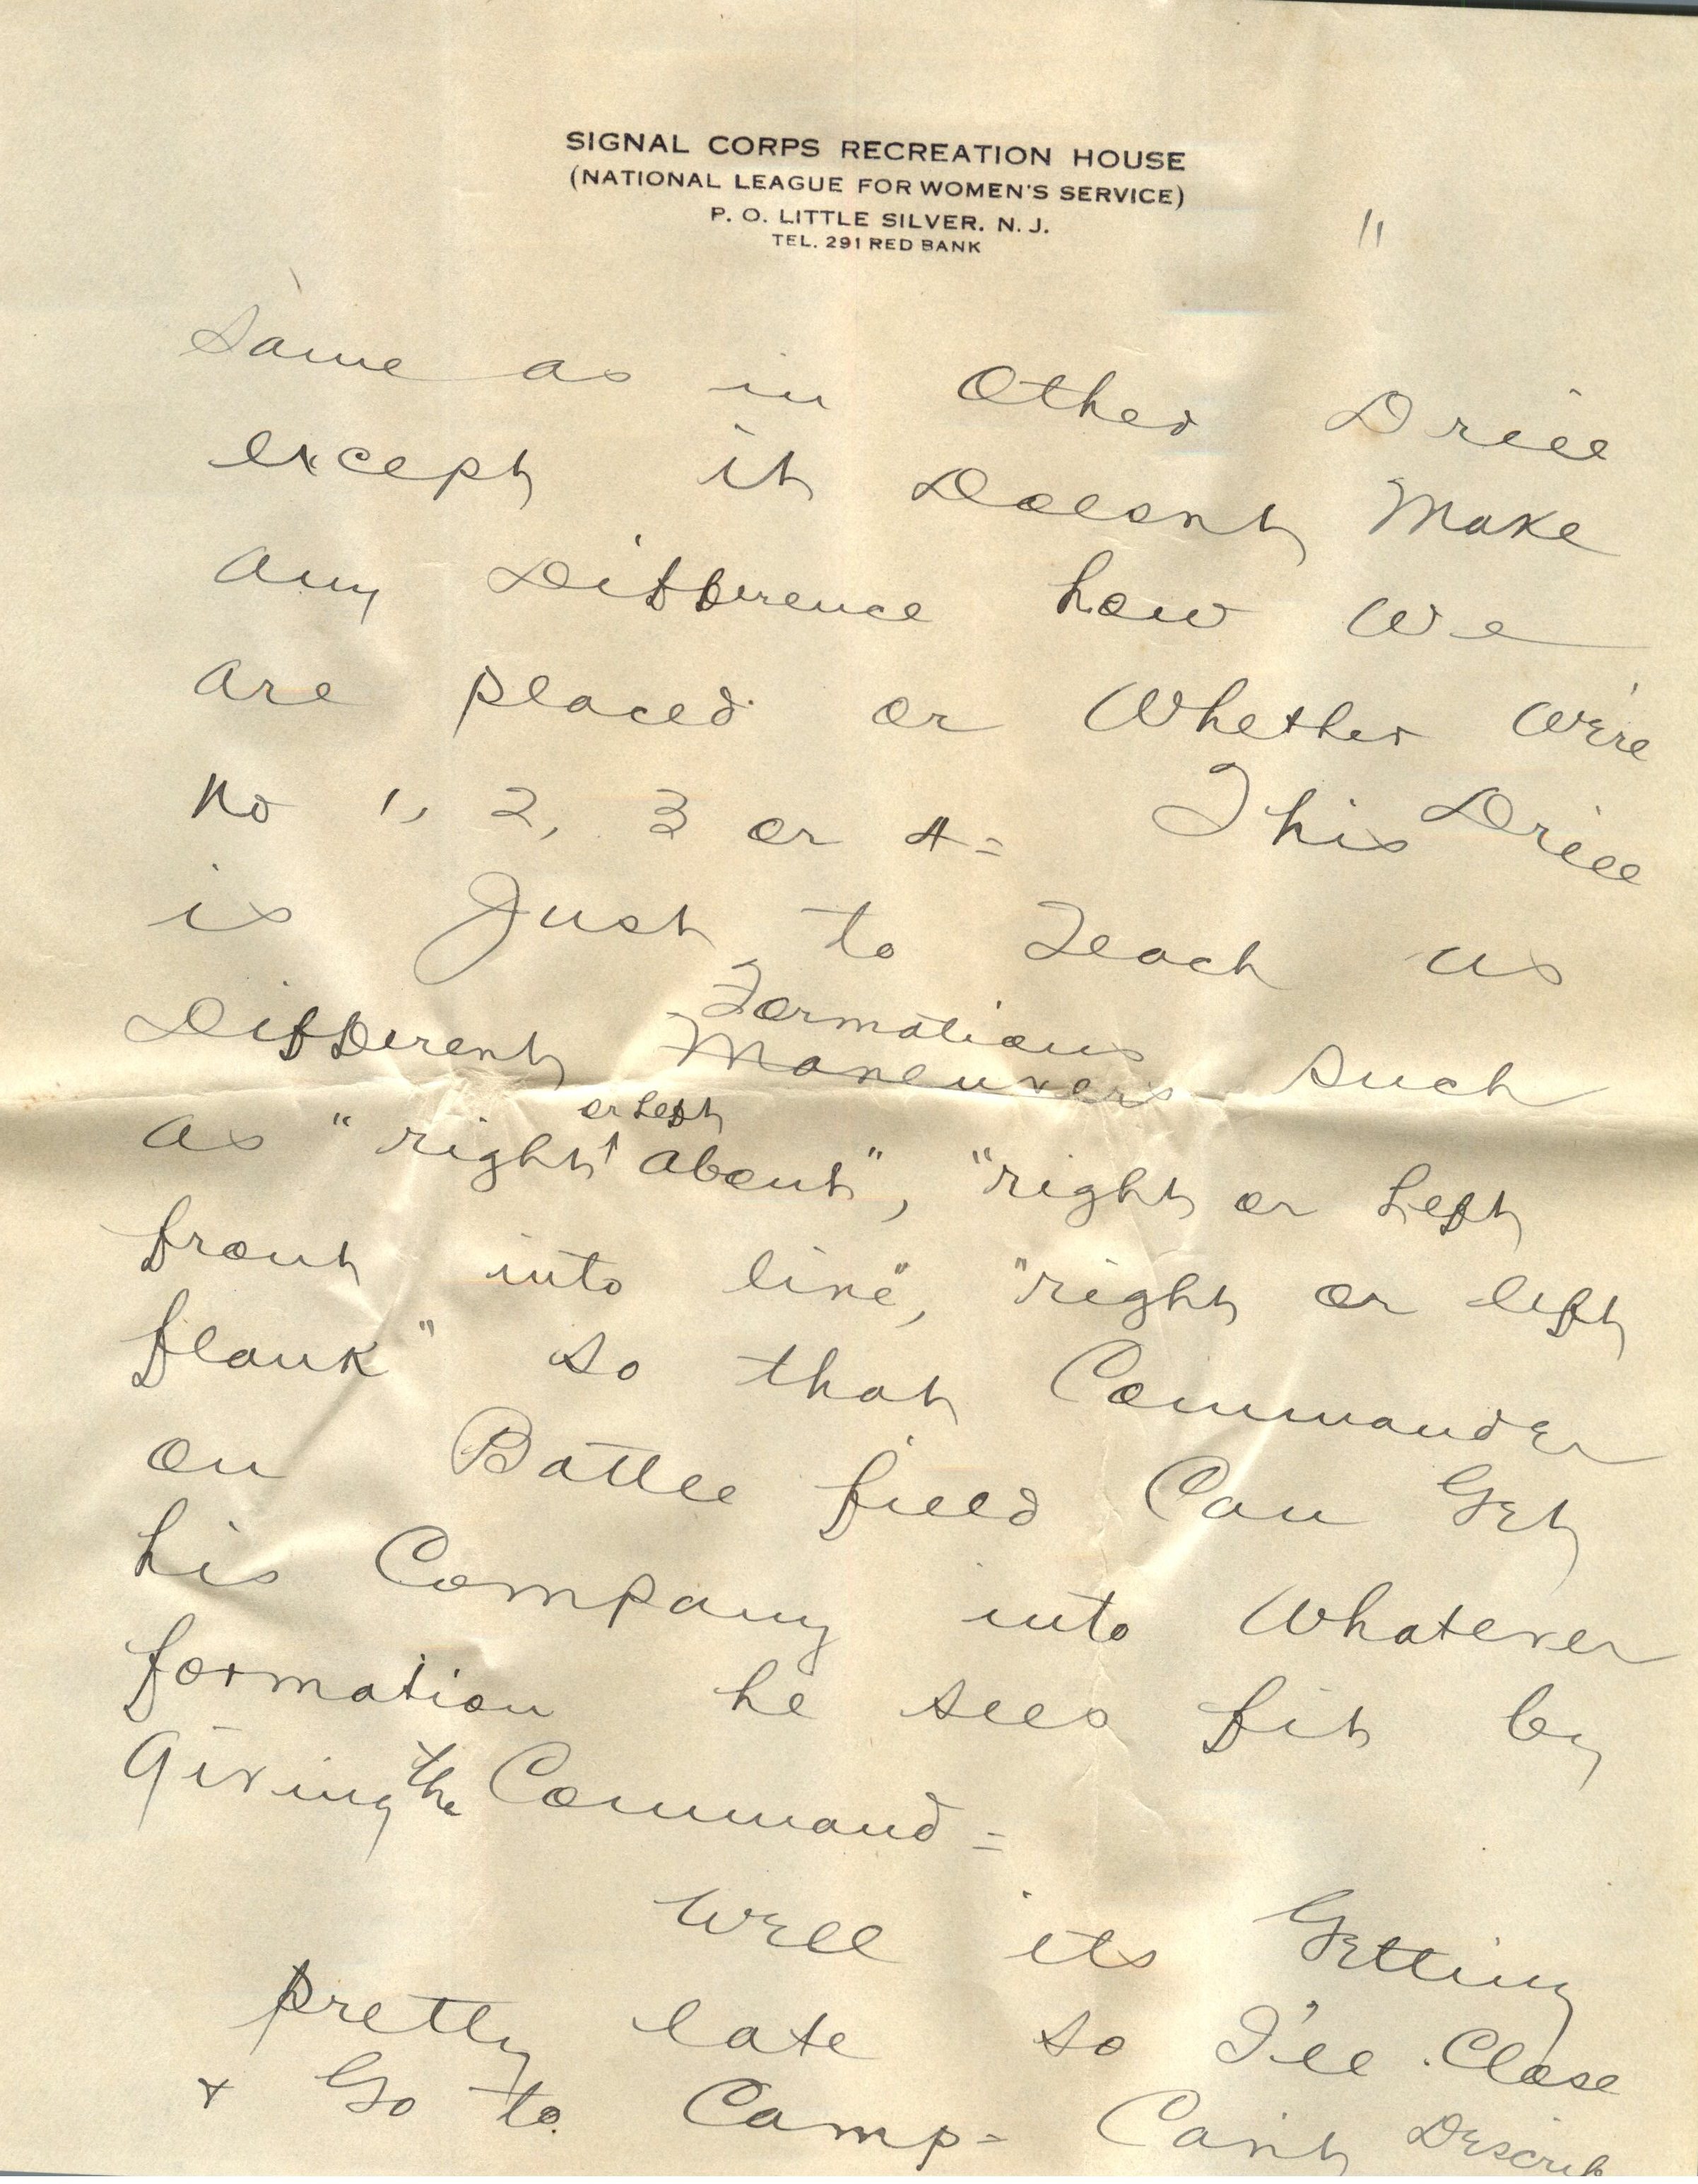 SIGNAL CORPS RECREATION HOUSE
(NATIONAL LEAGUE FOR WOMEN'S SERVICE)
P. O. LITTLE SILVER. N. J.
TEL. 291 RED BANK
11
Same as in Other Drill
except it Doesnt Make
any Difference how we
are placed or Whether We're
No 1, 2, 3 or 4= This Drill
is Just to Teach us
Formations
Different Maneuvers such
or Left
as "right ↑ about", "right or Left
front into line", "right or left
flank" so that Commander
on Battle field Can Get
his Company into Whatever
formation he sees fit by
Giving the Command =
Well its Getting
pretty late so I'll Close
+ Go to Camp = Can't Describ